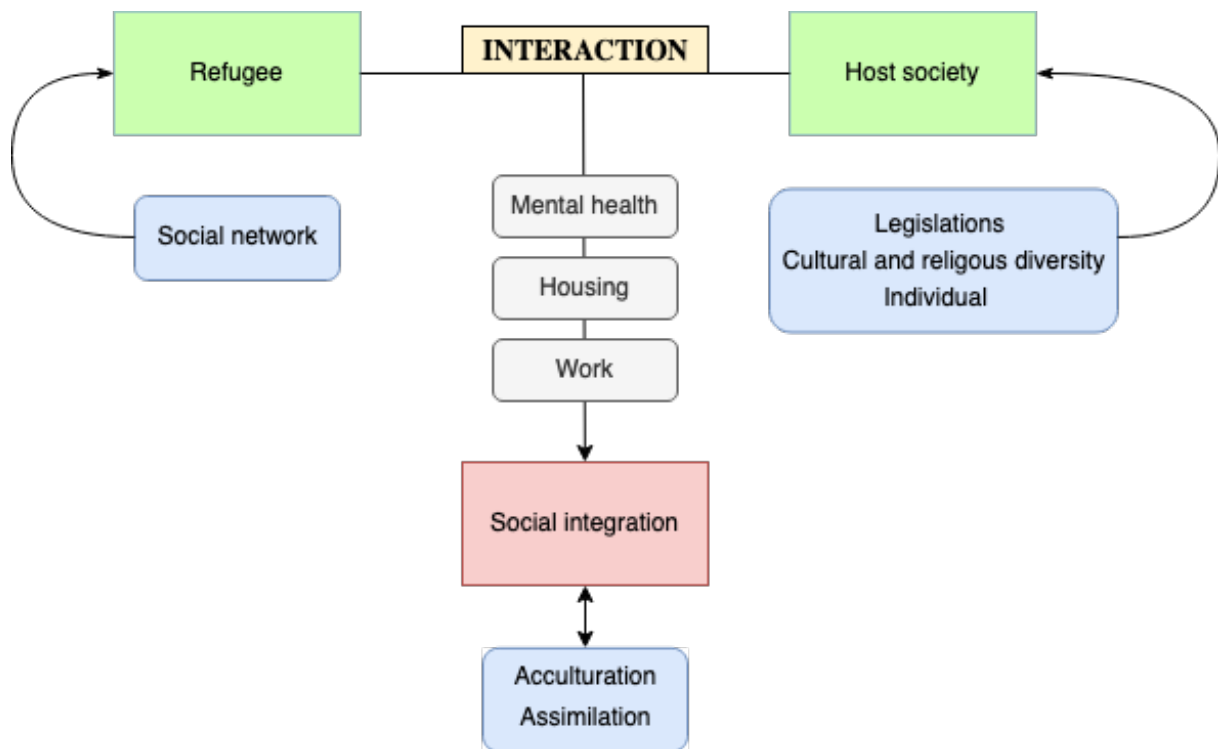 Refugee
INTERACTION
Host society
Social network
Mental health
Housing
Work
Legislations
Cultural and religous diversity
Individual
Social integration
Acculturation
Assimilation